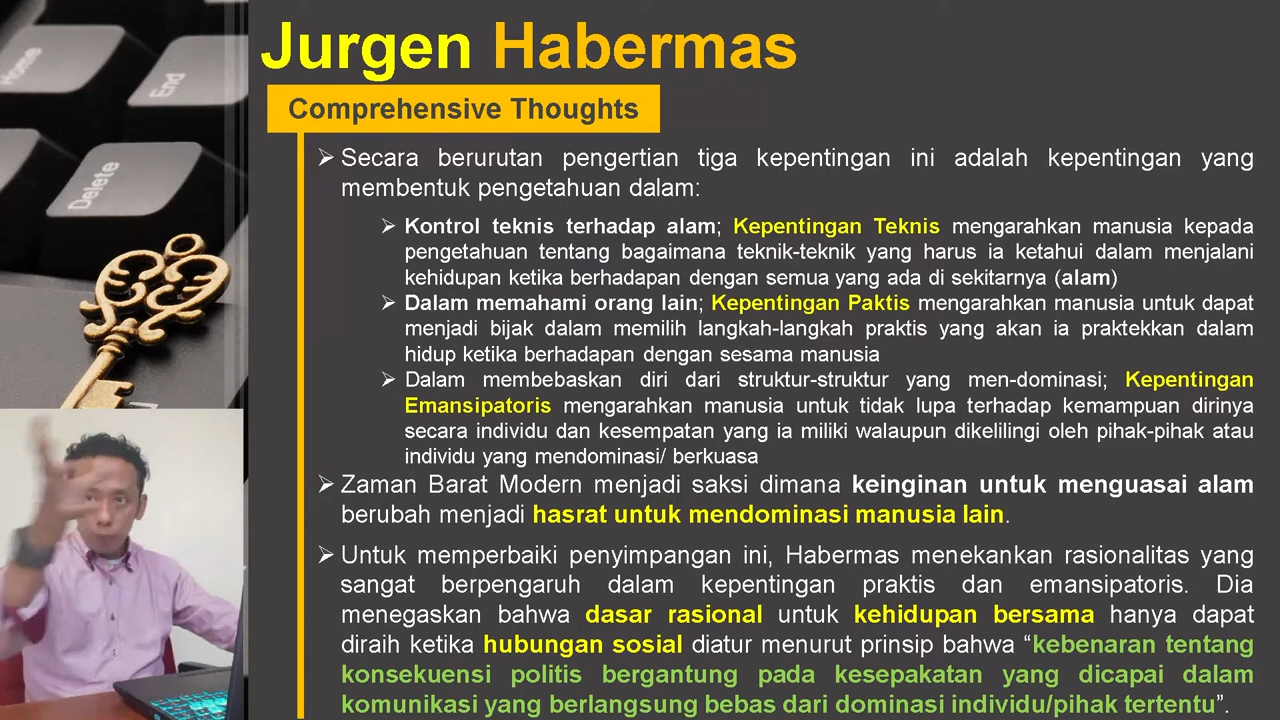 Home
End
Delete
Jurgen Habermas
Comprehensive Thoughts
Secara berurutan pengertian tiga kepentingan ini adalah kepentingan yang
membentuk pengetahuan dalam:
Kontrol teknis terhadap alam; Kepentingan Teknis mengarahkan manusia kepada
pengetahuan tentang bagaimana teknik-teknik yang harus ia ketahui dalam menjalani
kehidupan ketika berhadapan dengan semua yang ada di sekitarnya (alam)
Dalam memahami orang lain; Kepentingan Paktis mengarahkan manusia untuk dapat
menjadi bijak dalam memilih langkah-langkah praktis yang akan ia praktekkan dalam
hidup ketika berhadapan dengan sesama manusia
Dalam membebaskan diri dari struktur-struktur yang men-dominasi; Kepentingan
Emansipatoris mengarahkan manusia untuk tidak lupa terhadap kemampuan dirinya
secara individu dan kesempatan yang ia miliki walaupun dikelilingi oleh pihak-pihak atau
individu yang mendominasi/ berkuasa
Zaman Barat Modern menjadi saksi dimana keinginan untuk menguasai alam
berubah menjadi hasrat untuk mendominasi manusia lain.
Untuk memperbaiki penyimpangan ini, Habermas menekankan rasionalitas yang
sangat berpengaruh dalam kepentingan praktis dan emansipatoris. Dia
menegaskan bahwa dasar rasional untuk kehidupan bersama hanya dapat
diraih ketika hubungan sosial diatur menurut prinsip bahwa “kebenaran tentang
konsekuensi politis bergantung pada kesepakatan yang dicapai dalam
komunikasi yang berlangsung bebas dari dominasi individu/pihak tertentu”.